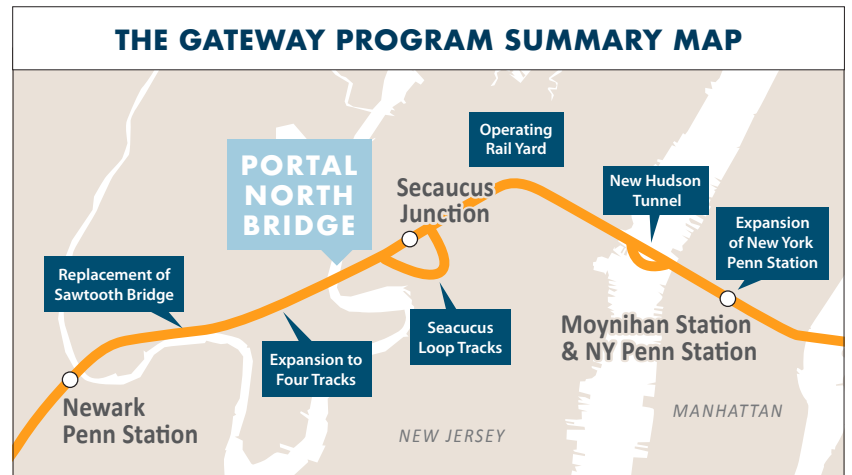 THE GATEWAY PROGRAM SUMMARY MAP
Operating
Rail Yard
PORTAL
NORTH
BRIDGE
Secaucus
Junction
New Hudson
Tunnel
Expansion
of New York
Penn Station
Replacement of
Sawtooth Bridge
Seacucus
Loop Tracks
Moynihan Station
& NY Penn Station
Expansion to
Four Tracks
Newark
Penn Station
MANHATTAN
NEW JERSEY